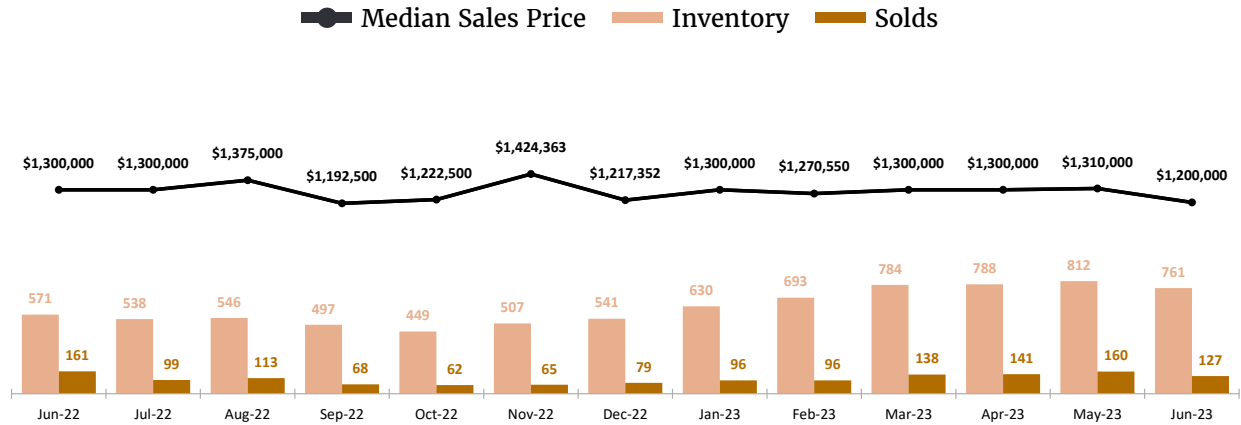 Median Sales Price Inventory Solds
$1,300,000 $1,300,000 $1,375,000 $1,192,500 $1,222,500 $1,424,363 $1,217,352 $1,300,000 $1,270,550 $1,300,000 $1,300,000 $1,310,000 $1,200,000
571 538 546 497 449 507 541 630 693 784 788 812 761
161 99 113 68 62 65 79 96 96 138 141 160 127
Jun-22 Jul-22 Aug-22 Sep-22 Oct-22 Nov-22 Dec-22 Jan-23 Feb-23 Mar-23 Apr-23 May-23 Jun-23